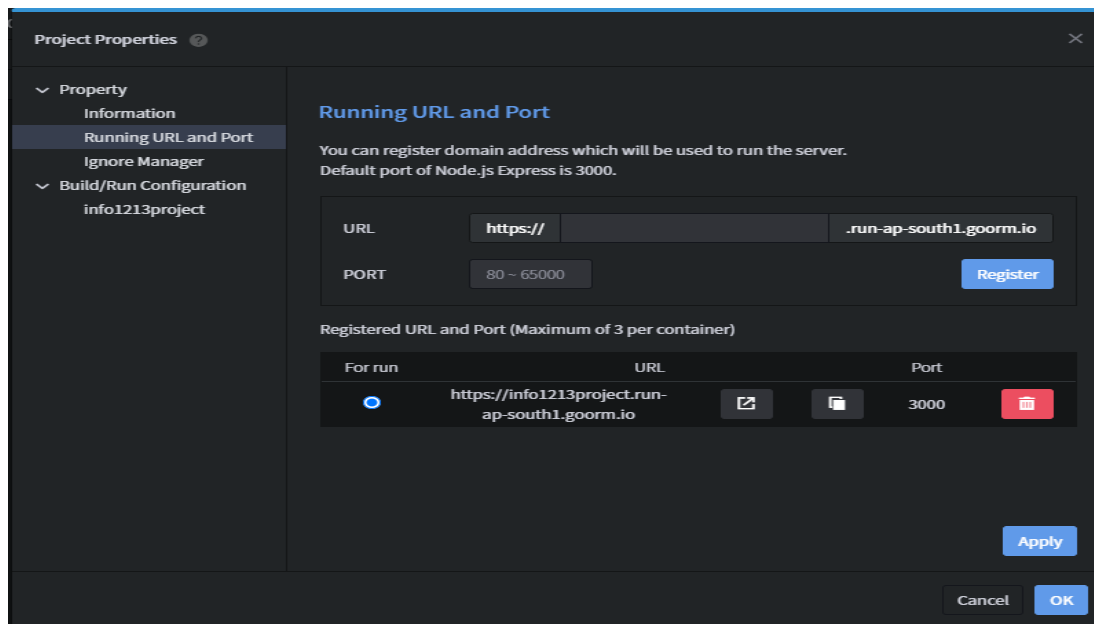 Project Properties ?
Property
Information
Running URL and Port
Ignore Manager
Build/Run Configuration
info1213project
Running URL and Port
You can register domain address which will be used to run the server.
Default port of Node.js Express is 3000.
URL https:// .run-ap-south1.goorm.io
PORT 80 ~ 65000 Register
Registered URL and Port (Maximum of 3 per container)
For run URL Port
https://info1213project.run-
ap-south1.goorm.io 3000
Apply
Cancel OK